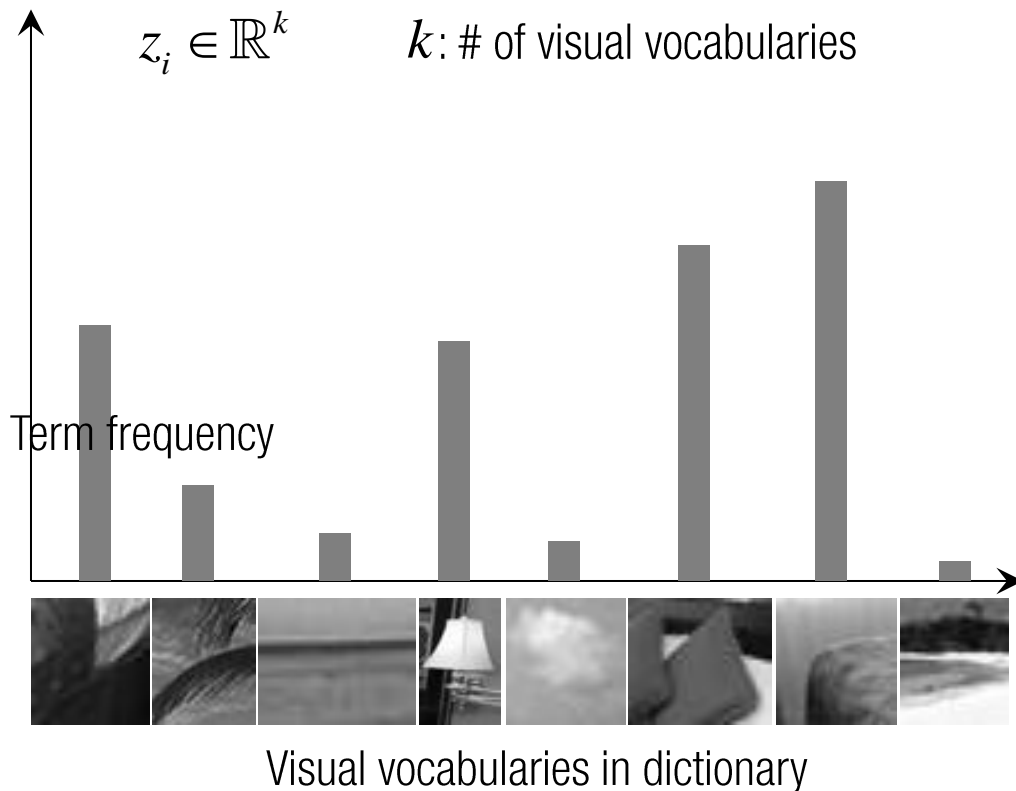 z_i ∈ ℝ^k k: # of visual vocabularies
Term frequency
Visual vocabularies in dictionary